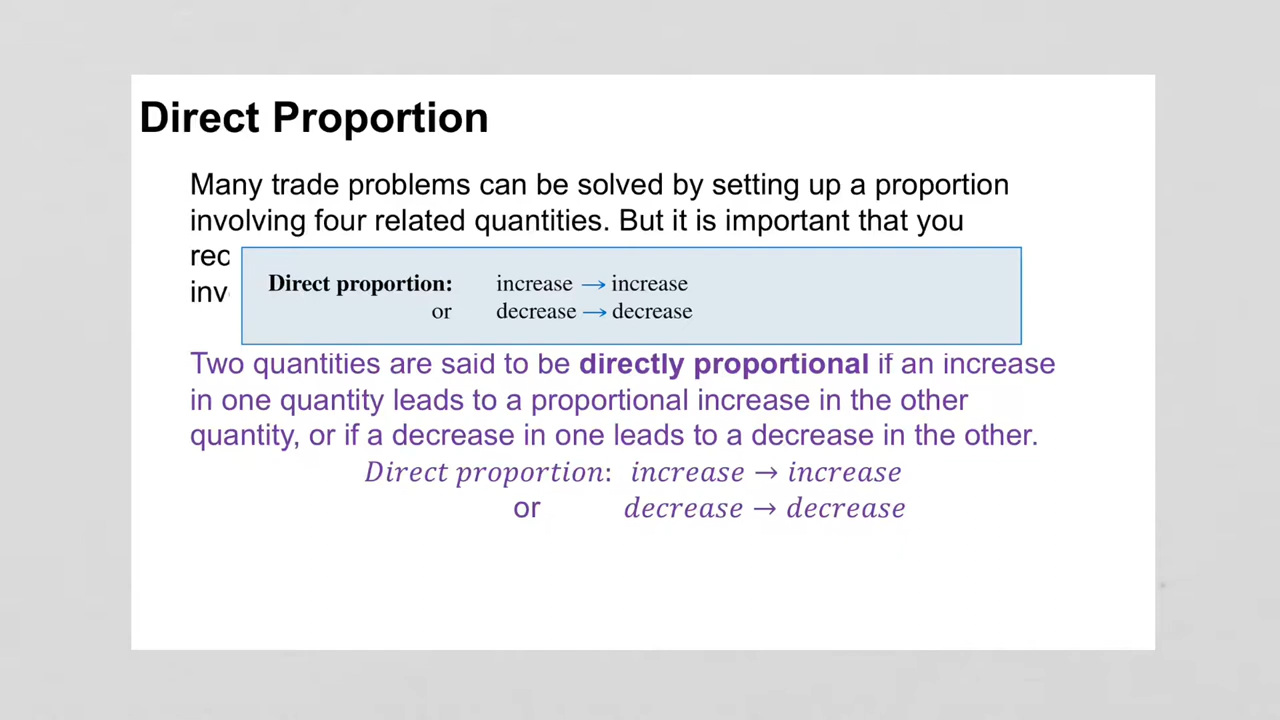 Direct Proportion
Many trade problems can be solved by setting up a proportion
involving four related quantities. But it is important that you
Direct proportion: increase → increase
or decrease → decrease
Two quantities are said to be directly proportional if an increase
in one quantity leads to a proportional increase in the other
quantity, or if a decrease in one leads to a decrease in the other.
Direct proportion: increase → increase
or decrease → decrease